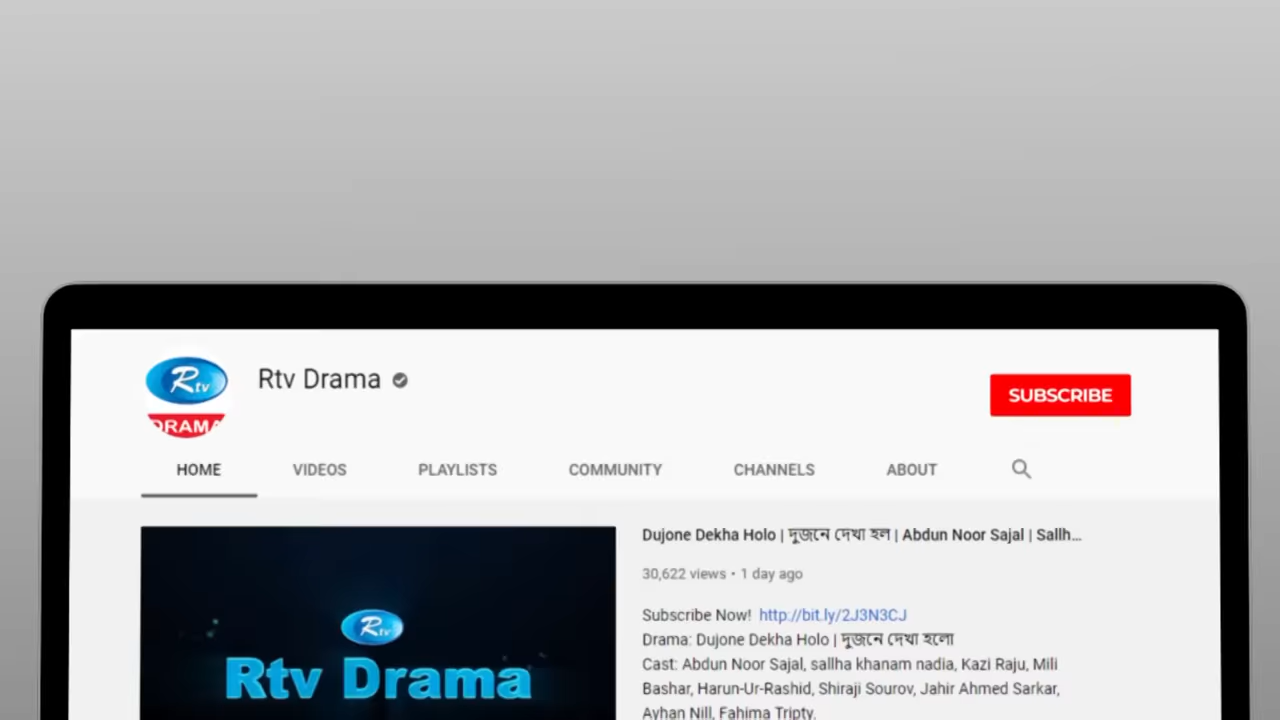 Rtv
DRAMA
Rtv Drama
SUBSCRIBE
HOME VIDEOS PLAYLISTS COMMUNITY CHANNELS ABOUT
Dujone Dekha Holo | দুজনে দেখা হল | Abdun Noor Sajal | Sallh...
30,622 views • 1 day ago
Subscribe Now! http://bit.ly/2J3N3CJ
Drama: Dujone Dekha Holo | দুজনে দেখা হলো
Cast: Abdun Noor Sajal, sallha khanam nadia, Kazi Raju, Mili
Bashar, Harun-Ur-Rashid, Shiraji Sourov, Jahir Ahmed Sarkar,
Ayhan Nill, Fahima Tripty.
Rtv
Rtv Drama